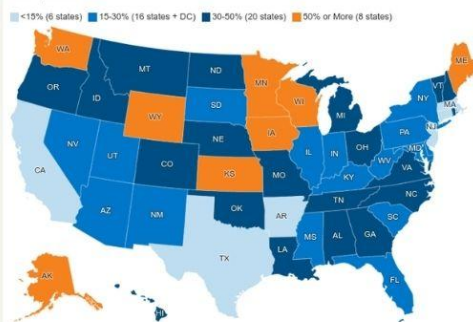 <15% (6 states) 15-30% (16 states + DC) 30-50% (20 states) 50% or More (8 states)
WA
MT
ND
MN
ME
OR
ID
SD
WI
VT
NY
MA
WY
MI
IA
NE
PA
NJ
NV
UT
CO
IL
IN
OH
MD
WV
VA
CA
KS
MO
KY
NC
TN
AZ
NM
OK
AR
SC
MS
AL
GA
TX
LA
FL
AK
HI